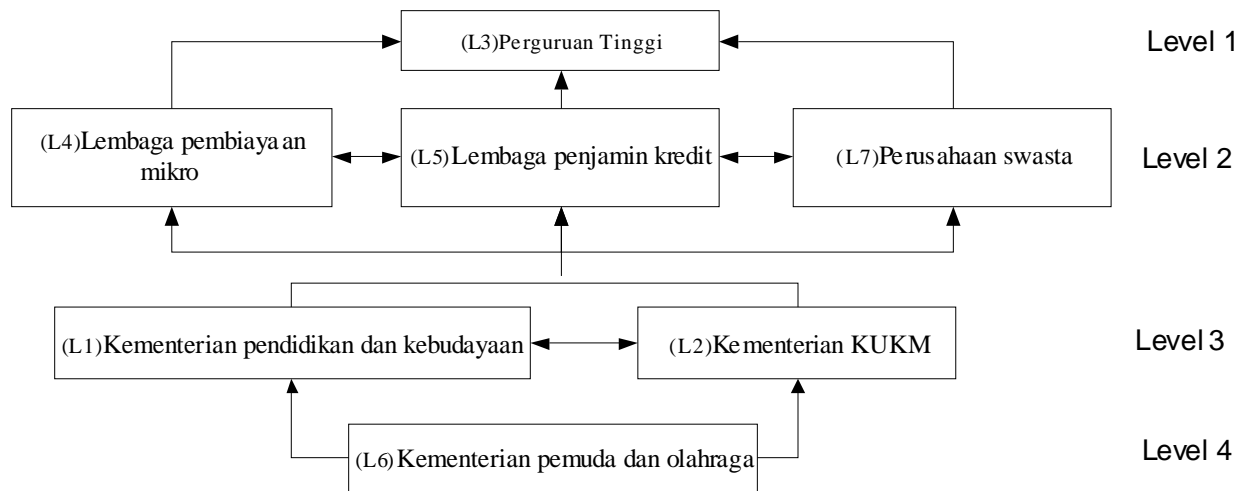 (L3)Perguruan Tinggi
Level 1
(L4)Lembaga pembiayaan
mikro
(L5)Lembaga penjamin kredit
(L7)Perusahaan swasta
Level 2
(L1)Kementerian pendidikan dan kebudayaan
(L2)Kementerian KUKM
Level 3
(L6)Kementerian pemuda dan olahraga
Level 4